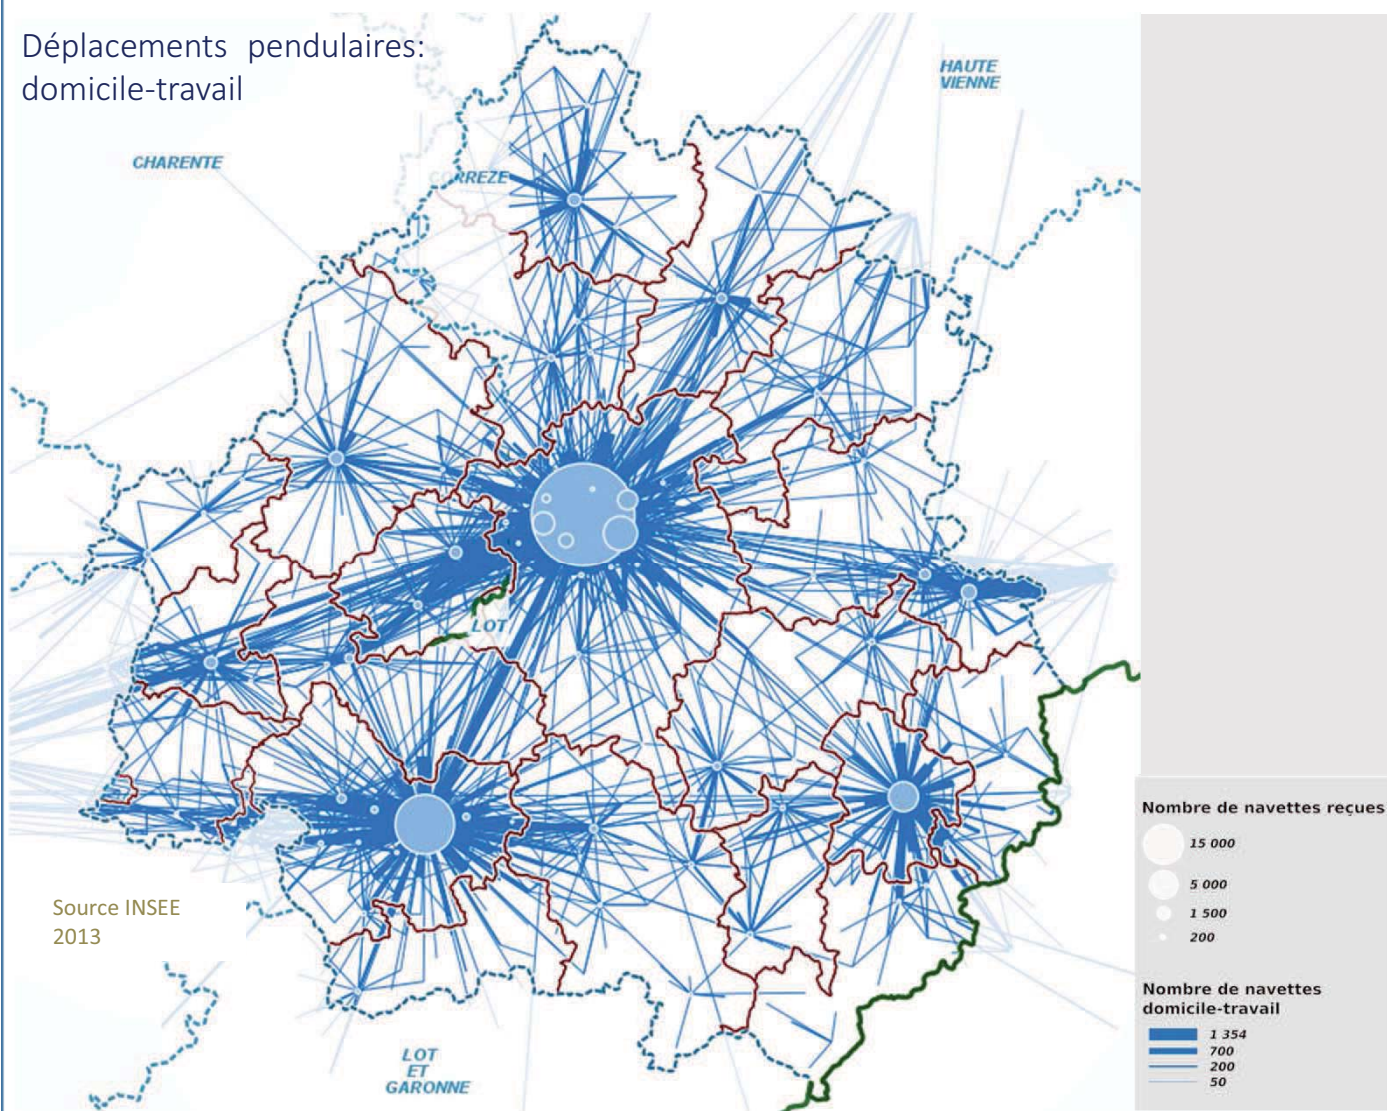 Déplacements pendulaires:
domicile-travail
HAUTE
VIENNE
CHARENTE
CORREZE
LOT
Source INSEE
2013
LOT
ET
GARONNE
Nombre de navettes reçues
15 000
5 000
1 500
200
Nombre de navettes
domicile-travail
1 354
700
200
50